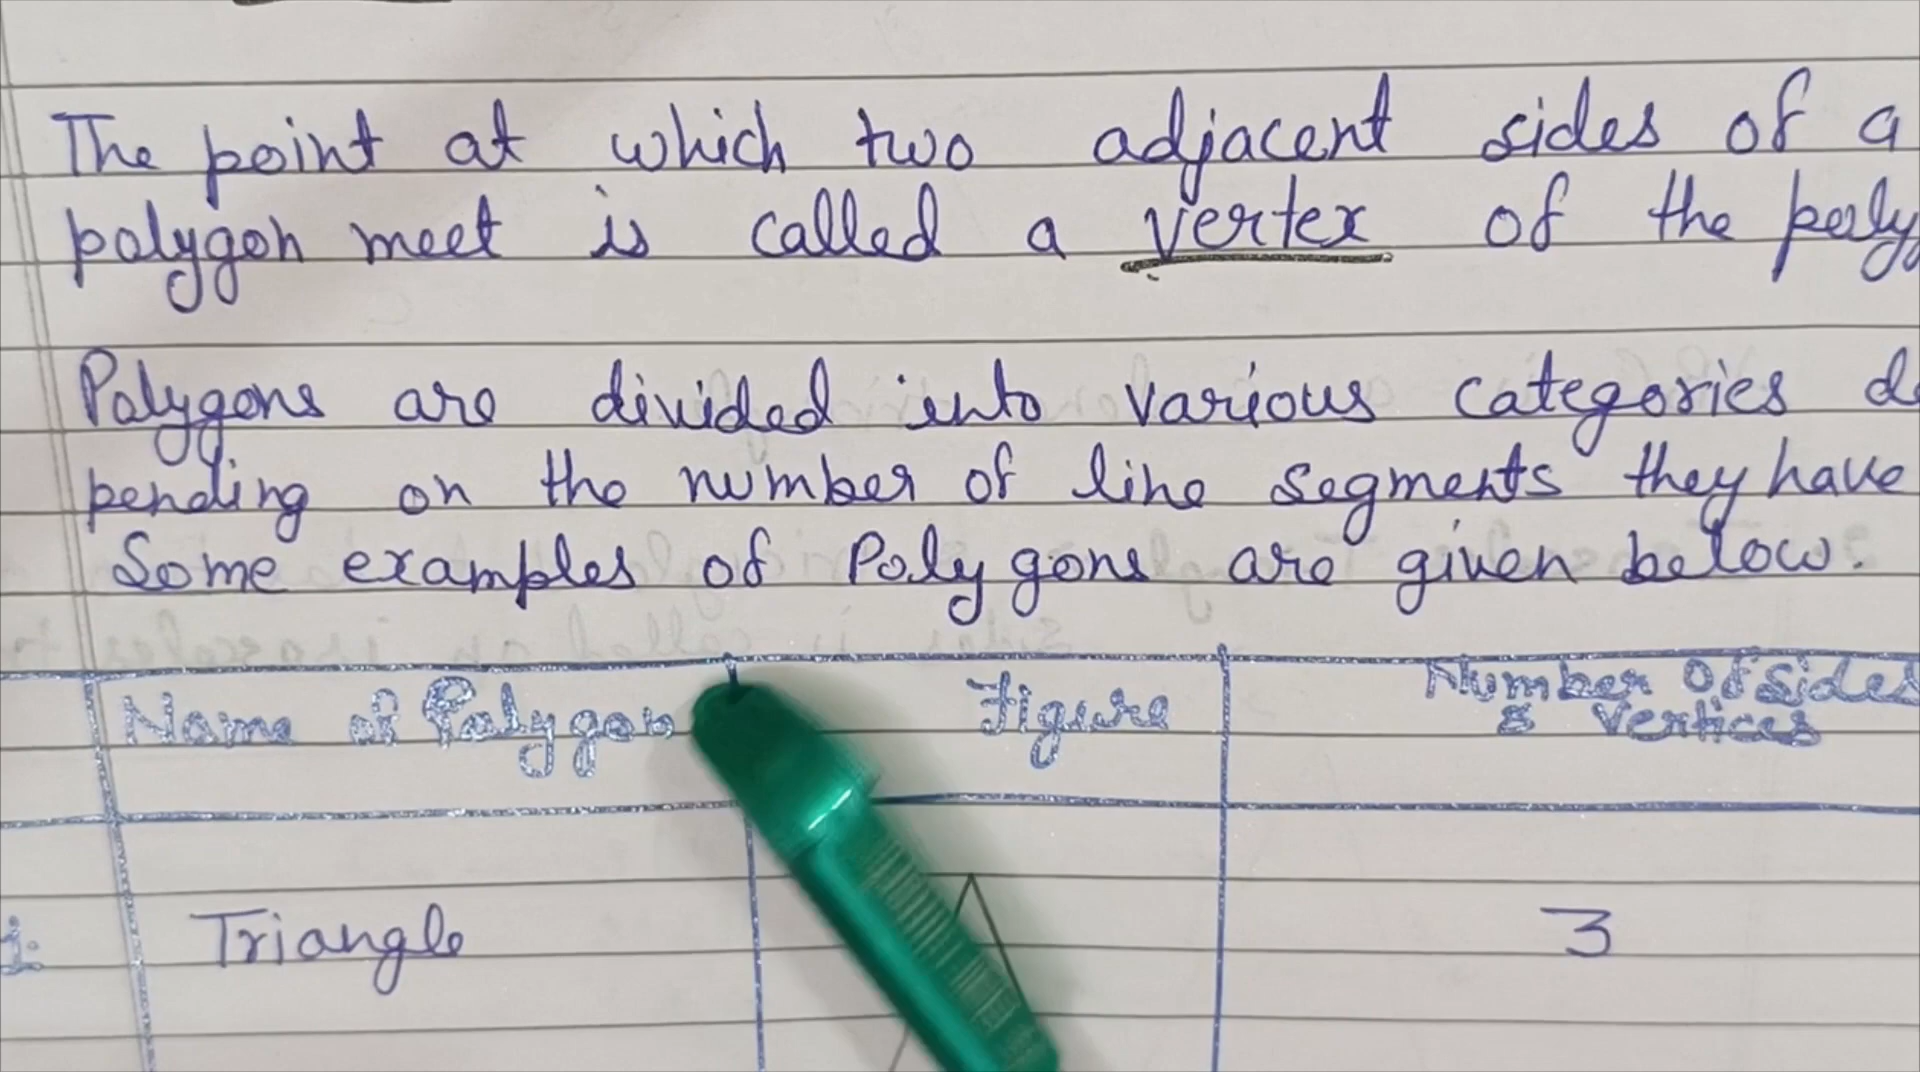 The point at which two adjacent sides of a
polygon meet is called a vertex of the poly
Polygons are divided into various categories de
pending on the number of line segments they have
Some examples of Polygons are given below.
Name of Polygon Figure Number of sides
& Vertices
1. Triangle 3